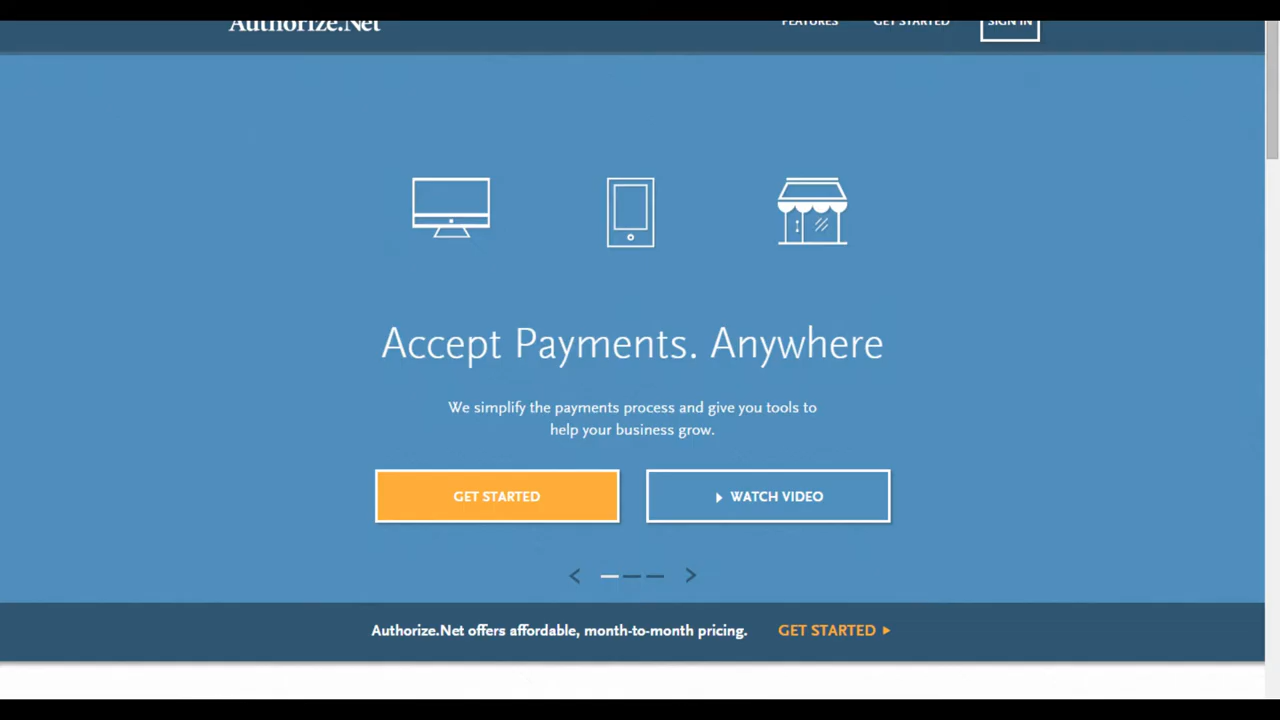 Authorize.Net
FEATURES
GET STARTED
SIGN IN
Accept Payments. Anywhere
We simplify the payments process and give you tools to
help your business grow.
GET STARTED
WATCH VIDEO
Authorize.Net offers affordable, month-to-month pricing.
GET STARTED